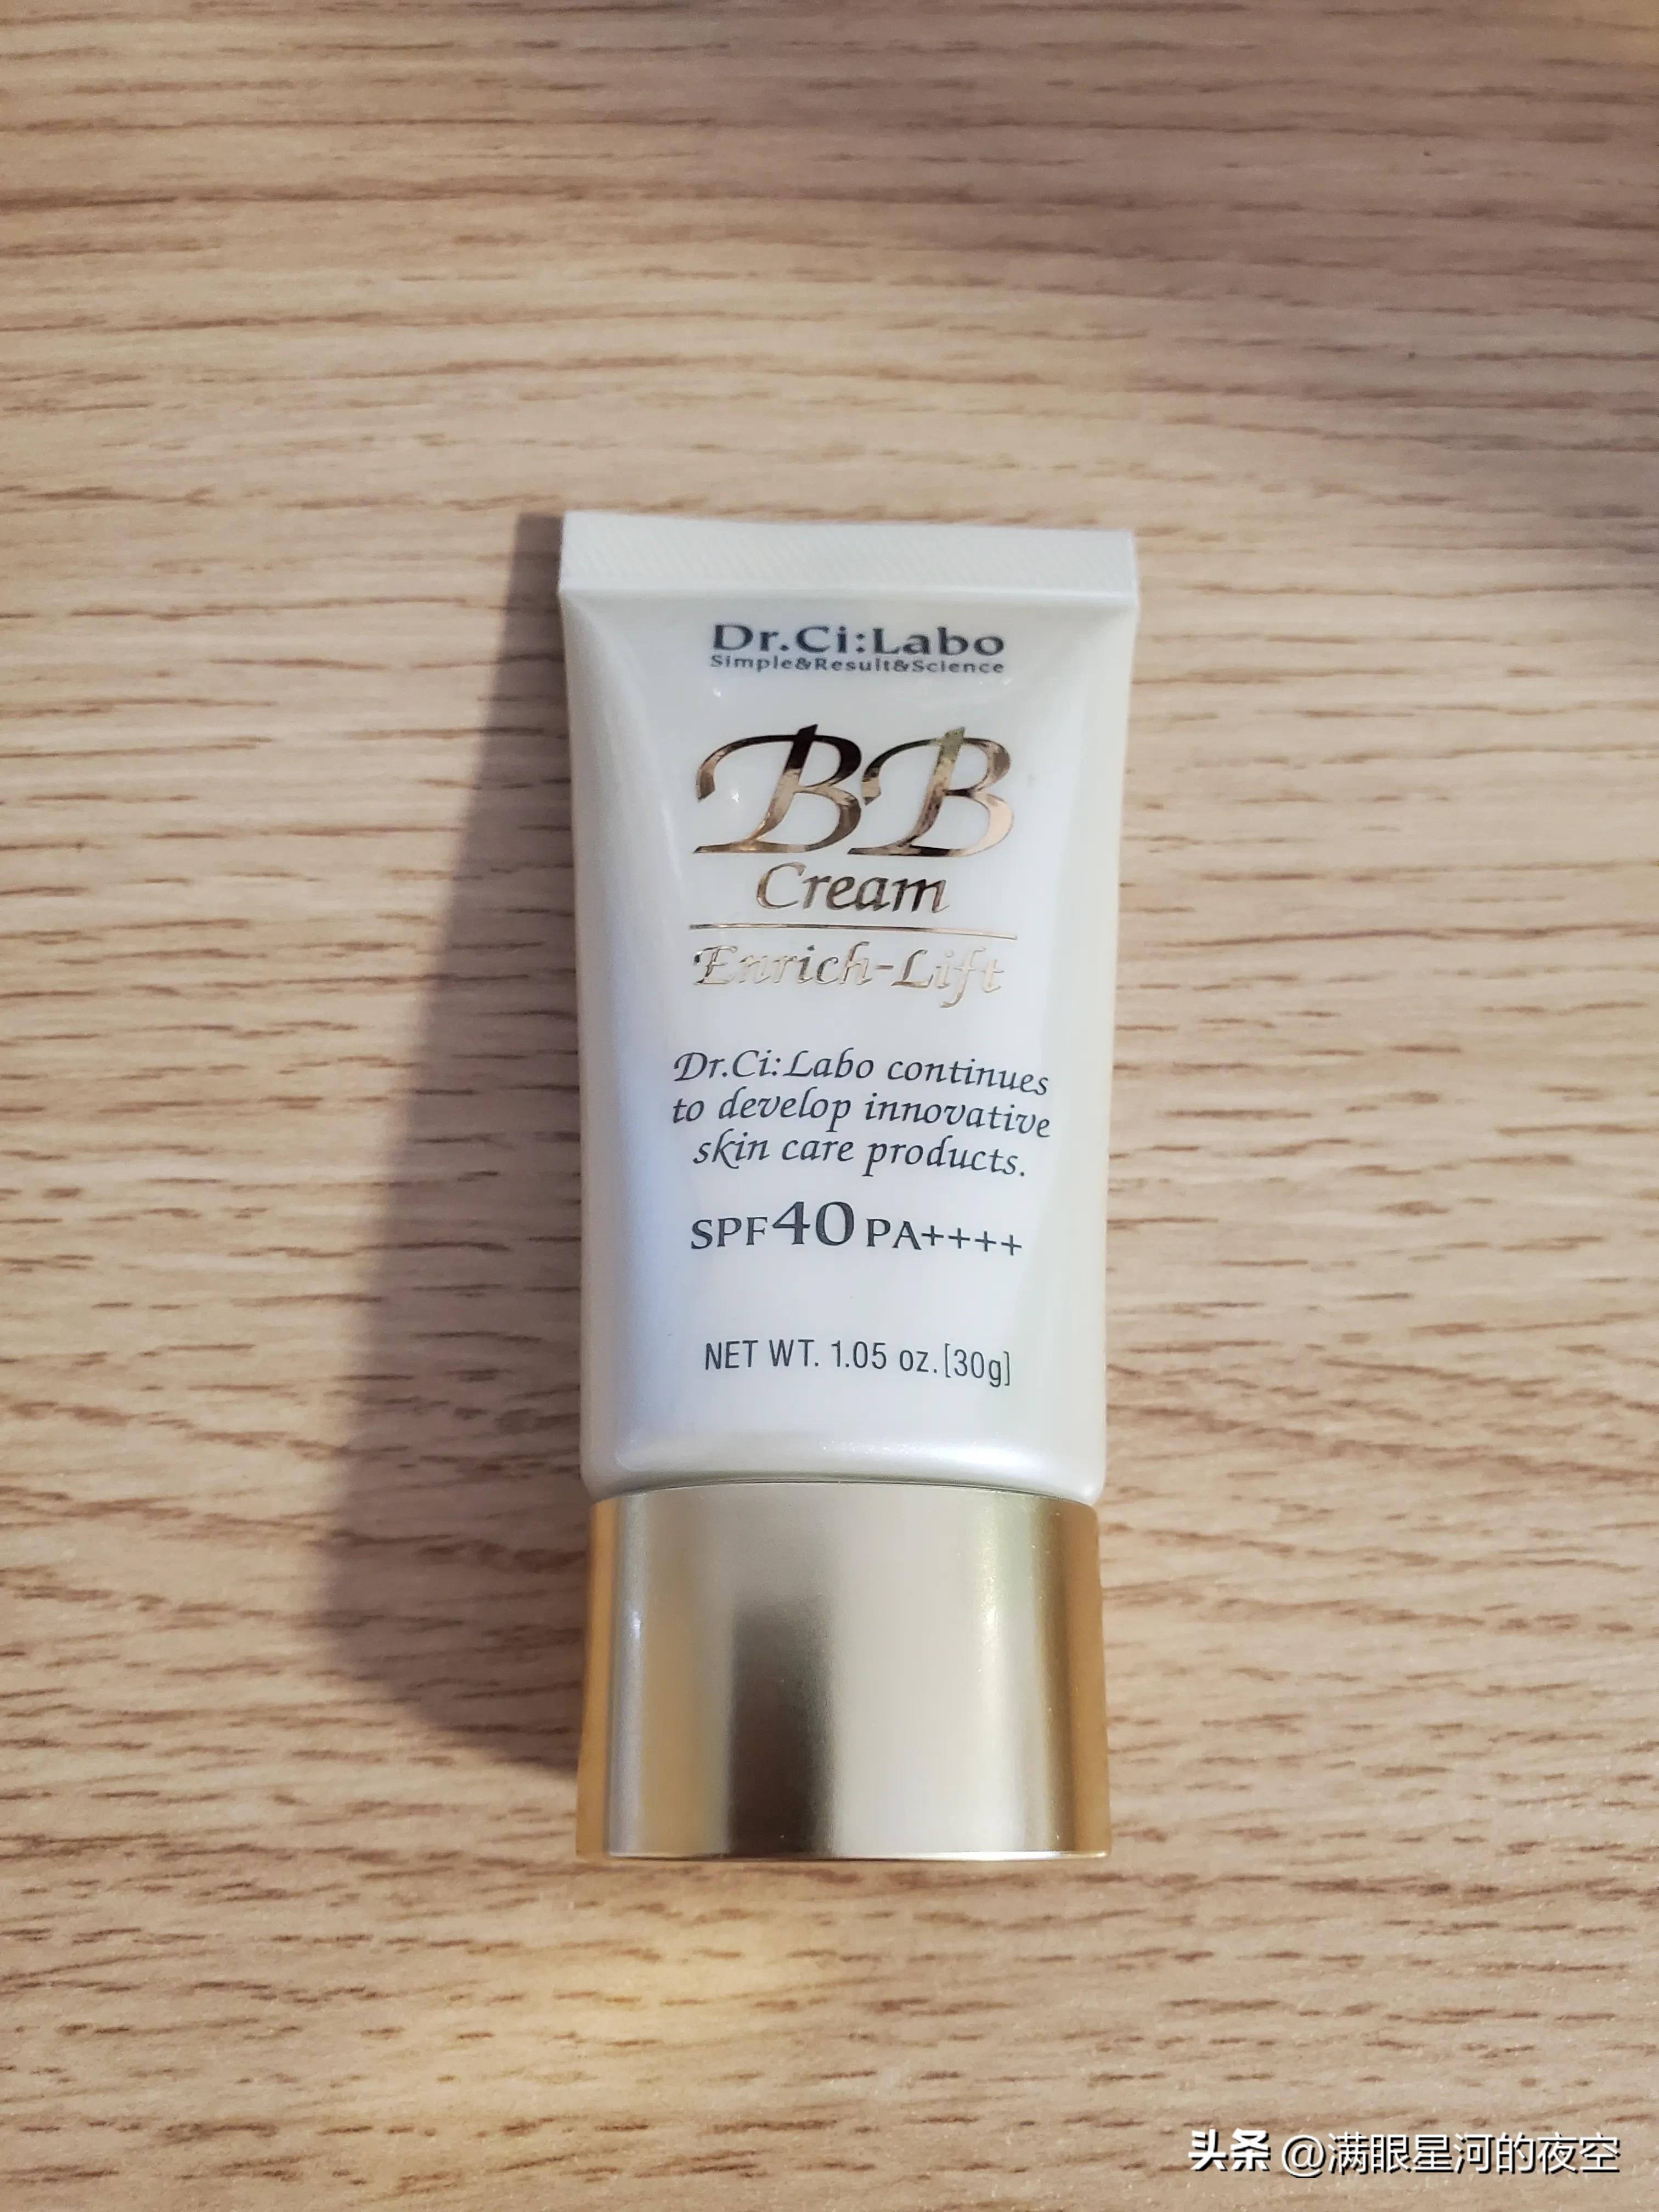 Dr.Ci:Labo
Simple&Result&Science
BB
Cream
Enrich-Lift
Dr.Ci:Labo continues
to develop innovative
skin care products.
SPF40 PA++++
NET WT. 1.05 oz.[30g]
头条 @满眼星河的夜空